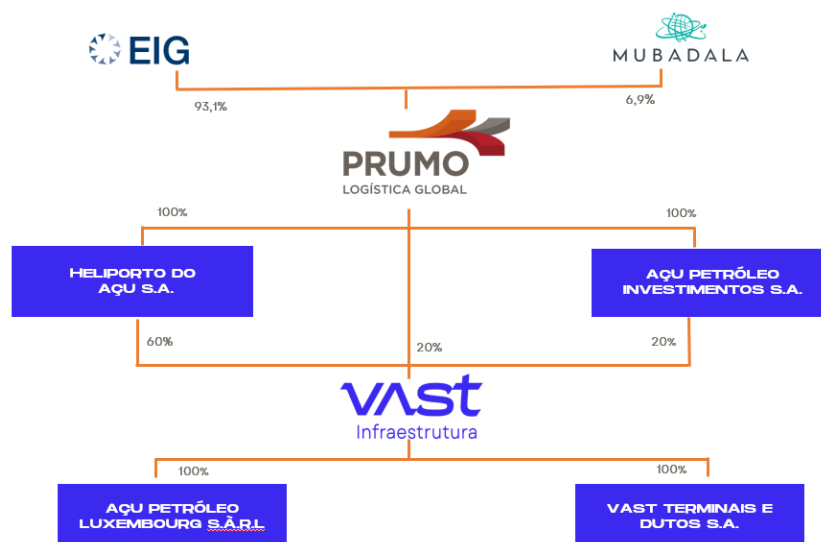 EIG
MUBADALA
93,1%
6,9%
PRUMO
LOGÍSTICA GLOBAL
100%
100%
HELIPORTO DO
AÇU S.A.
AÇU PETRÓLEO
INVESTIMENTOS S.A.
60%
20%
20%
vast
Infraestrutura
100%
100%
AÇU PETRÓLEO
LUXEMBOURG S.À.R.L
VAST TERMINAIS E
DUTOS S.A.